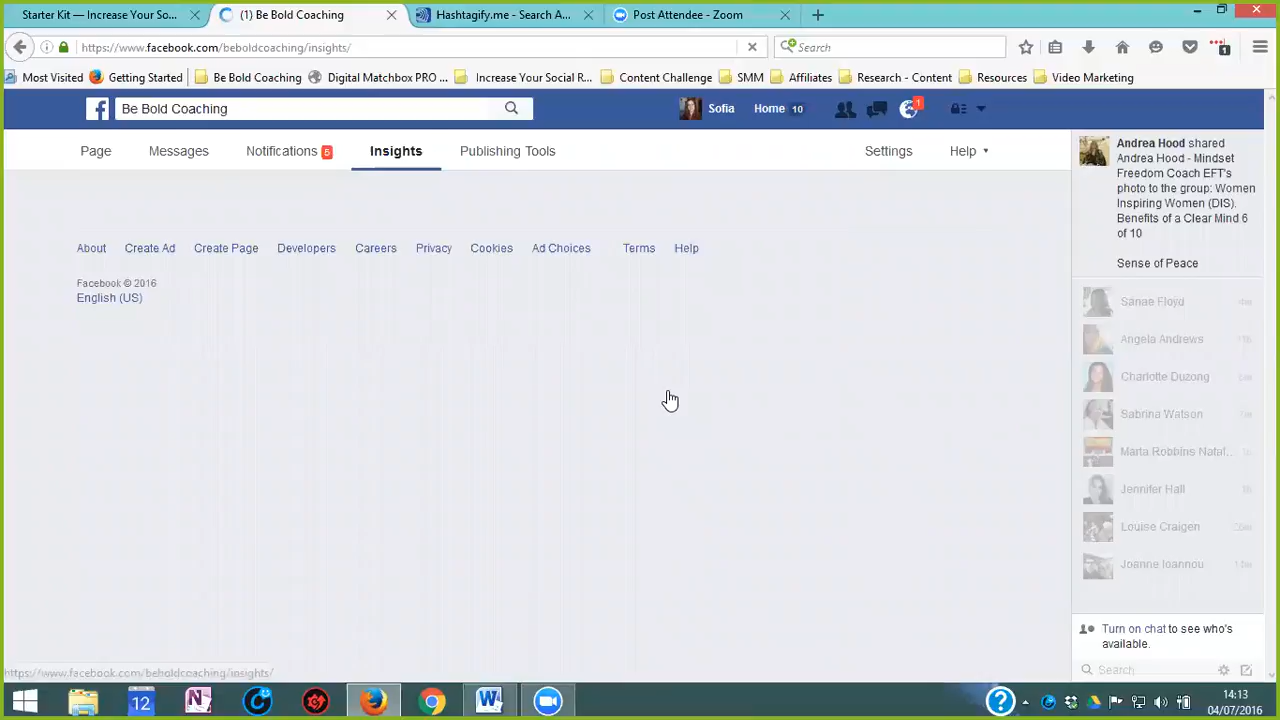 Starter Kit — Increase Your So...
(1) Be Bold Coaching
Hashtagify.me - Search A...
Post Attendee - Zoom
https://www.facebook.com/beboldcoaching/insights/
Search
1
Most Visited
Getting Started
Be Bold Coaching
Digital Matchbox PRO ...
Increase Your Social R...
Content Challenge
SMM
Affiliates
Research - Content
Resources
Video Marketing
Be Bold Coaching
Sofia
Home 10
1
Page
Messages
Notifications 5
Insights
Publishing Tools
Settings
Help
Andrea Hood shared
Andrea Hood - Mindset
Freedom Coach EFT's
photo to the group: Women
Inspiring Women (DIS).
Benefits of a Clear Mind 6
of 10
Sense of Peace
About
Create Ad
Create Page
Developers
Careers
Privacy
Cookies
Ad Choices
Terms
Help
Facebook © 2016
English (US)
Sanae Floyd
Angela Andrews
Charlotte Duzong
Sabrina Watson
Marta Robbins Natal...
Jennifer Hall
Louise Craigen
Joanne Ioannou
Turn on chat to see who's
available.
Search
https://www.facebook.com/beboldcoaching/insights/
12
14:13
04/07/2016